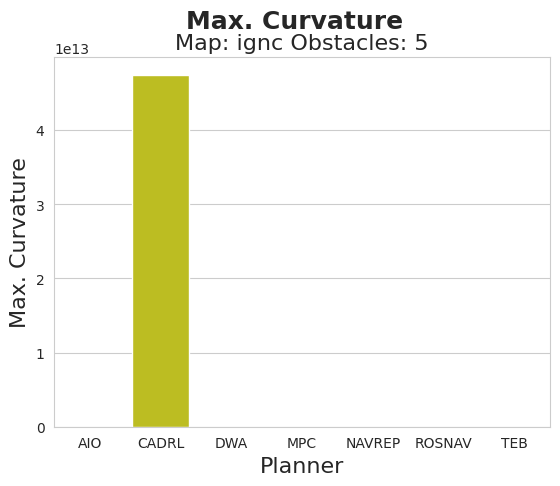 Max. Curvature
Map: ignc Obstacles: 5
1e13
4
3
2
1
0
Max. Curvature
AIO CADRL DWA MPC NAVREP ROSNAV TEB
Planner